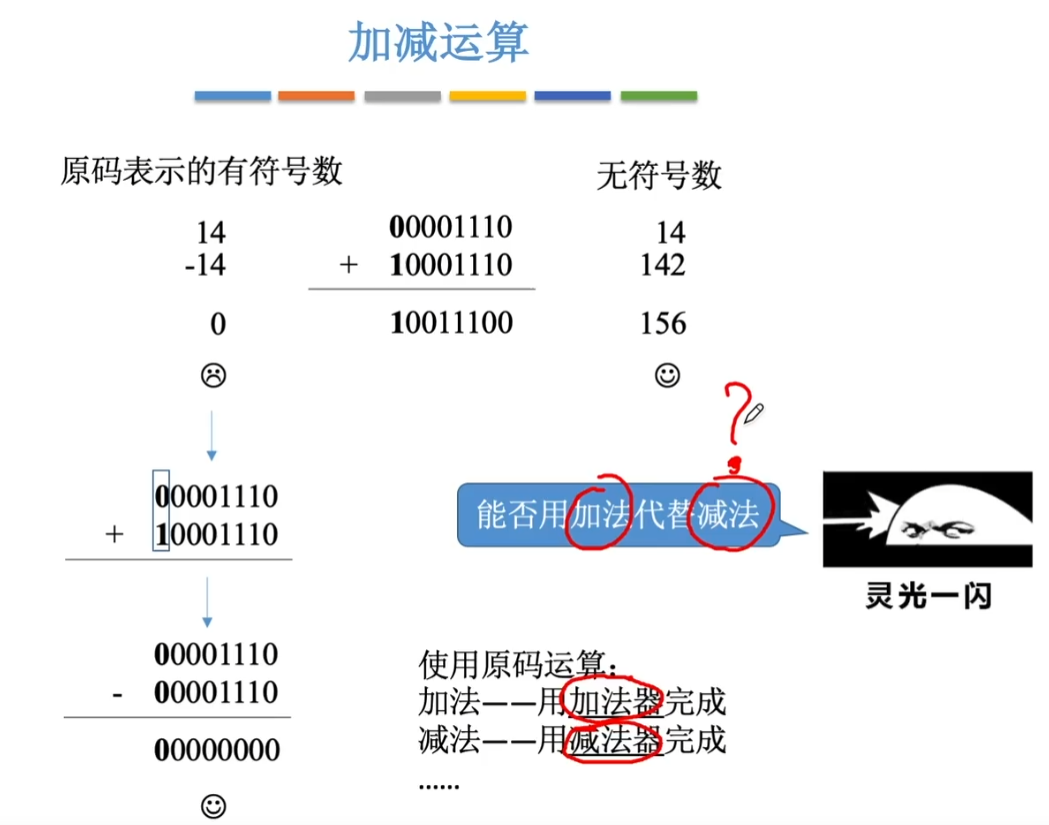 加减运算
原码表示的有符号数
无符号数
14 00001110 14
-14 + 10001110 142
0 10011100 156
☹ ☺
?
00001110
+ 10001110
能否用加法代替减法
灵光一闪
00001110
- 00001110
00000000
☺
使用原码运算:
加法——用加法器完成
减法——用减法器完成
......